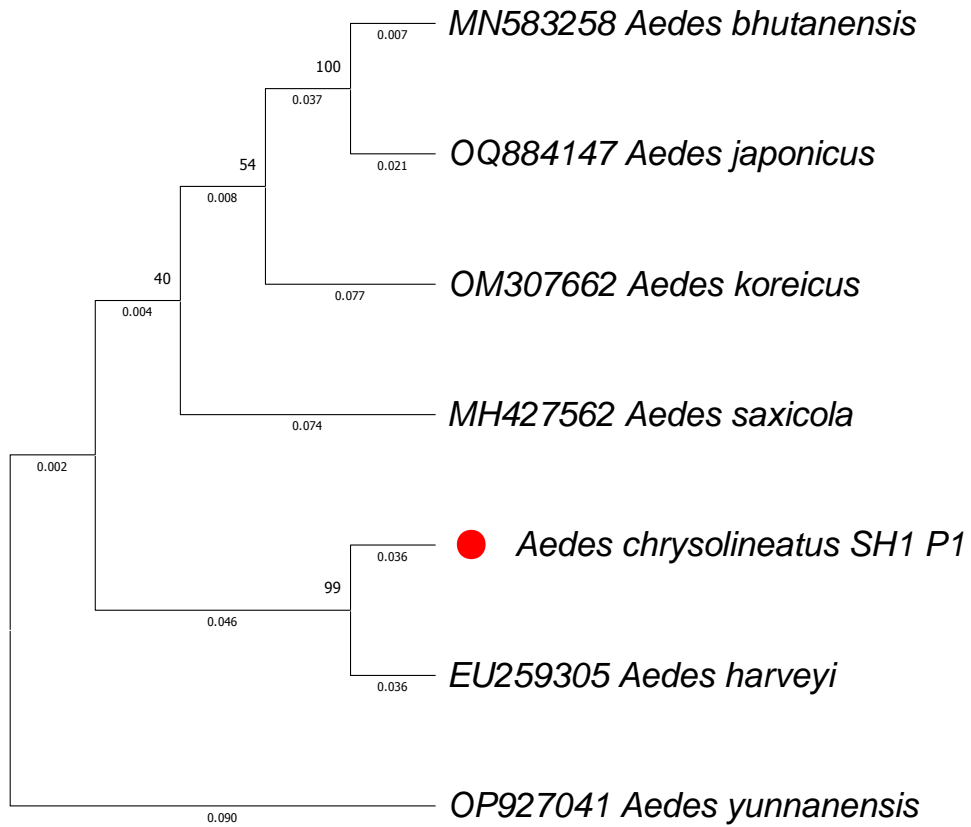 MN583258 Aedes bhutanensis
0.007
100
0.037
OQ884147 Aedes japonicus
0.021
54
0.008
OM307662 Aedes koreicus
0.077
40
0.004
MH427562 Aedes saxicola
0.074
0.002
Aedes chrysolineatus SH1 P1
0.036
99
0.046
EU259305 Aedes harveyi
0.036
OP927041 Aedes yunnanensis
0.090